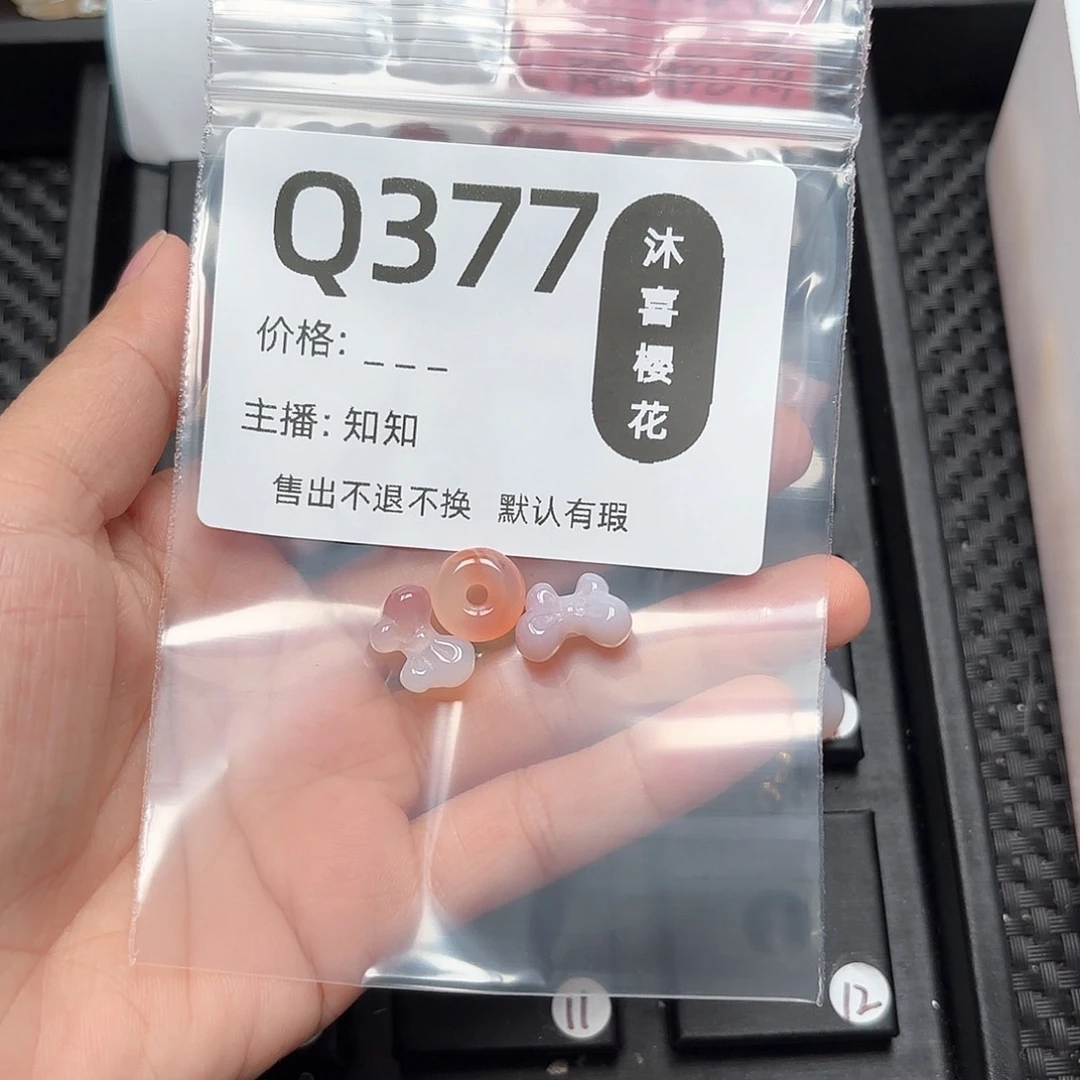 Q377
沐喜樱花
价格: _ _ _
主播: 知知
售出不退不换 默认有瑕
11
12